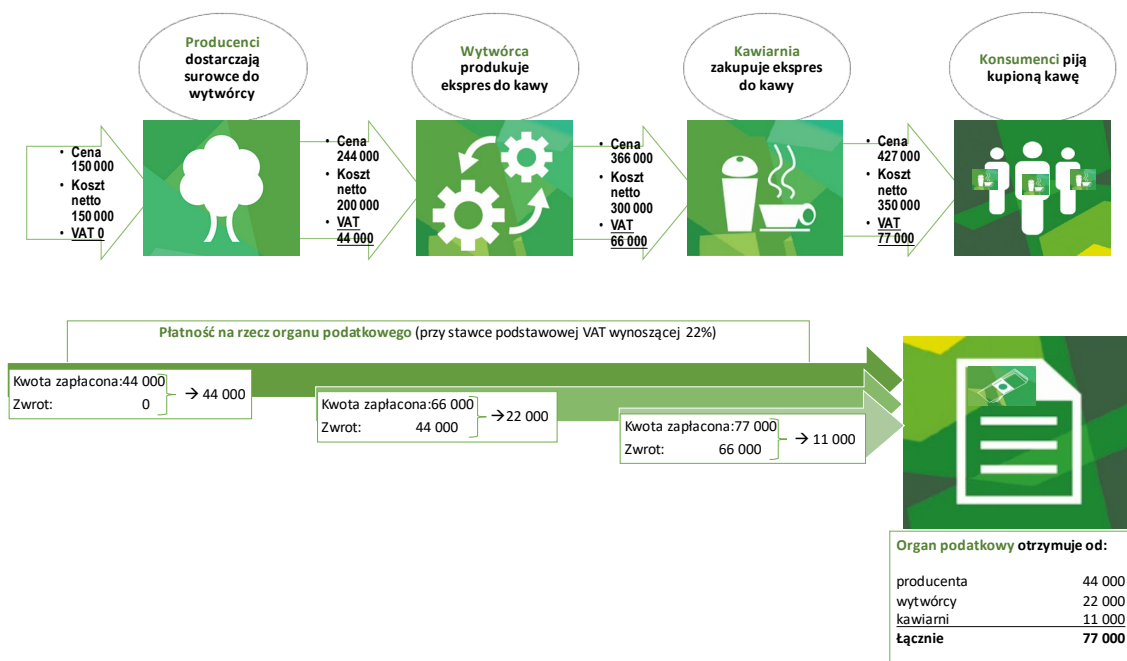 Producenci
dostarczają
surowce do
wytwórcy
Wytwórca
produkuje
ekspres do kawy
Kawiarnia
zakupuje ekspres
do kawy
Konsumenci piją
kupioną kawę
• Cena
150 000
• Koszt
netto
150 000
• VAT 0
• Cena
244 000
• Koszt
netto
200 000
• VAT
44 000
• Cena
366 000
• Koszt
netto
300 000
• VAT
66 000
• Cena
427 000
• Koszt
netto
350 000
• VAT
77 000
Płatność na rzecz organu podatkowego (przy stawce podstawowej VAT wynoszącej 22%)
Kwota zapłacona:44 000
Zwrot: 0
→ 44 000
Kwota zapłacona:66 000
Zwrot: 44 000
→22 000
Kwota zapłacona:77 000
Zwrot: 66 000
→ 11 000
Organ podatkowy otrzymuje od:
producenta 44 000
wytwórcy 22 000
kawiarni 11 000
Łącznie 77 000